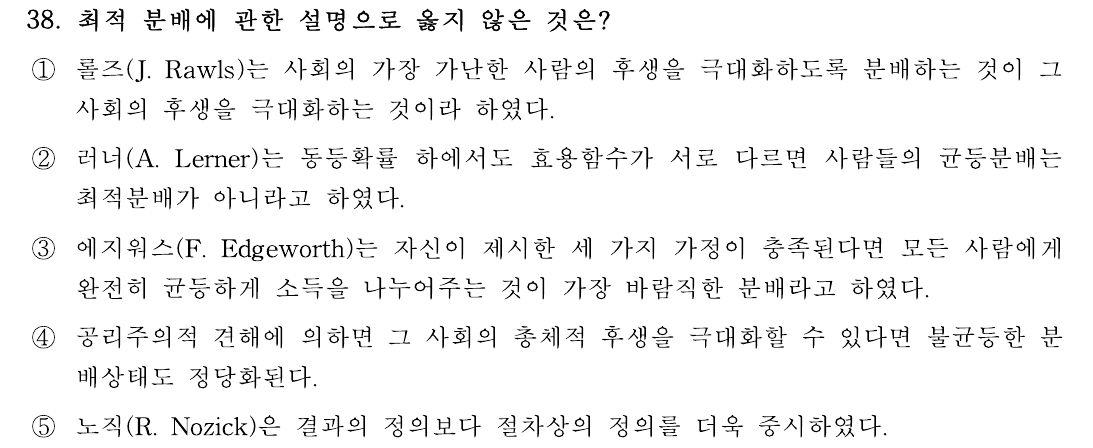 38. 최적 분배에 관한 설명으로 옳지 않은 것은?
① 롤즈(J. Rawls)는 사회의 가장 가난한 사람의 후생을 극대화하도록 분배하는 것이 그
사회의 후생을 극대화하는 것이라 하였다.
② 러너(A. Lerner)는 동등확률 하에서도 효용함수가 서로 다르면 사람들의 균등분배는
최적분배가 아니라고 하였다.
③ 에지워스(F. Edgeworth)는 자신이 제시한 세 가지 가정이 충족된다면 모든 사람에게
완전히 균등하게 소득을 나누어주는 것이 가장 바람직한 분배라고 하였다.
④ 공리주의적 견해에 의하면 그 사회의 총체적 후생을 극대화할 수 있다면 불균등한 분
배상태도 정당화된다.
⑤ 노직(R. Nozick)은 결과의 정의보다 절차상의 정의를 더욱 중시하였다.